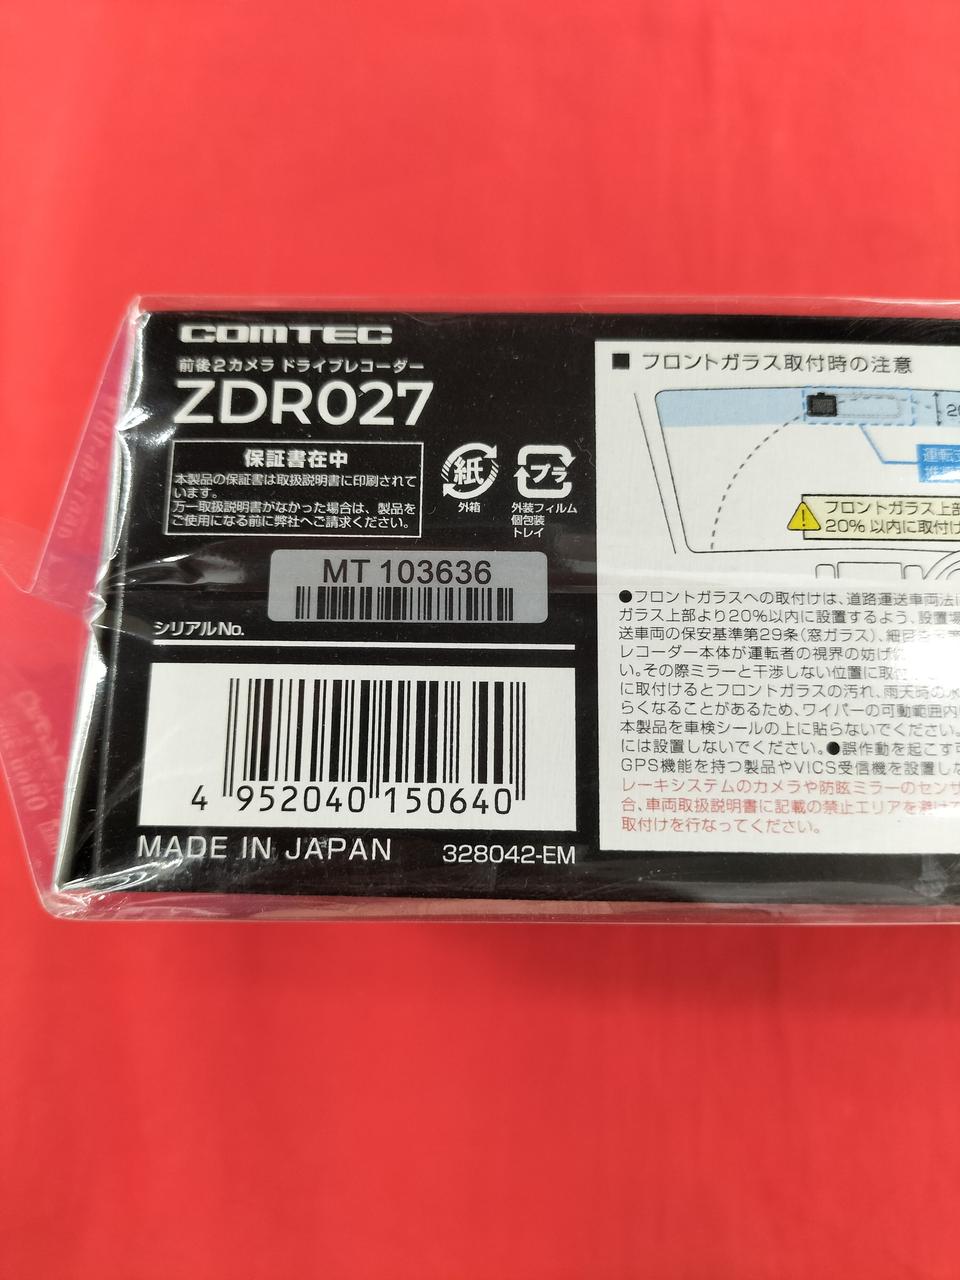 COMTEC
前後2カメラ ドライブレコーダー
ZDR027
保証書在中
本製品の保証書は取扱説明書に印刷されて
います。
万一取扱説明書がなかった場合は、製品を
ご使用になる前に弊社へご請求ください。
紙
外箱
プラ
外装フィルム
個包装
トレイ
MT 103636
シリアルNo.
4 952040 150640
MADE IN JAPAN
328042-EM
■ フロントガラス取付時の注意
20
運転
フロントガラス上部
20% 以内に取付け
●フロントガラスへの取付けは、道路運送車両法
ガラス上部より20%以内に設置するよう、設置場
送車両の保安基準第29条(窓ガラス)、細目
レコーダー本体が運転者の視界の妨げ
い。その際ミラーと干渉しない位置に取
に取付けるとフロントガラスの汚れ、雨天時の
らくなることがあるため、ワイパーの可動範囲内
本製品を車検シールの上に貼らないでください。
には設置しないでください。●誤作動を起こす可
GPS機能を持つ製品やVICS受信機を設置しな
レーキシステムのカメラや防眩ミラーのセンサ
合、車両取扱説明書に記載の禁止エリアを避けて
取付けを行なってください。